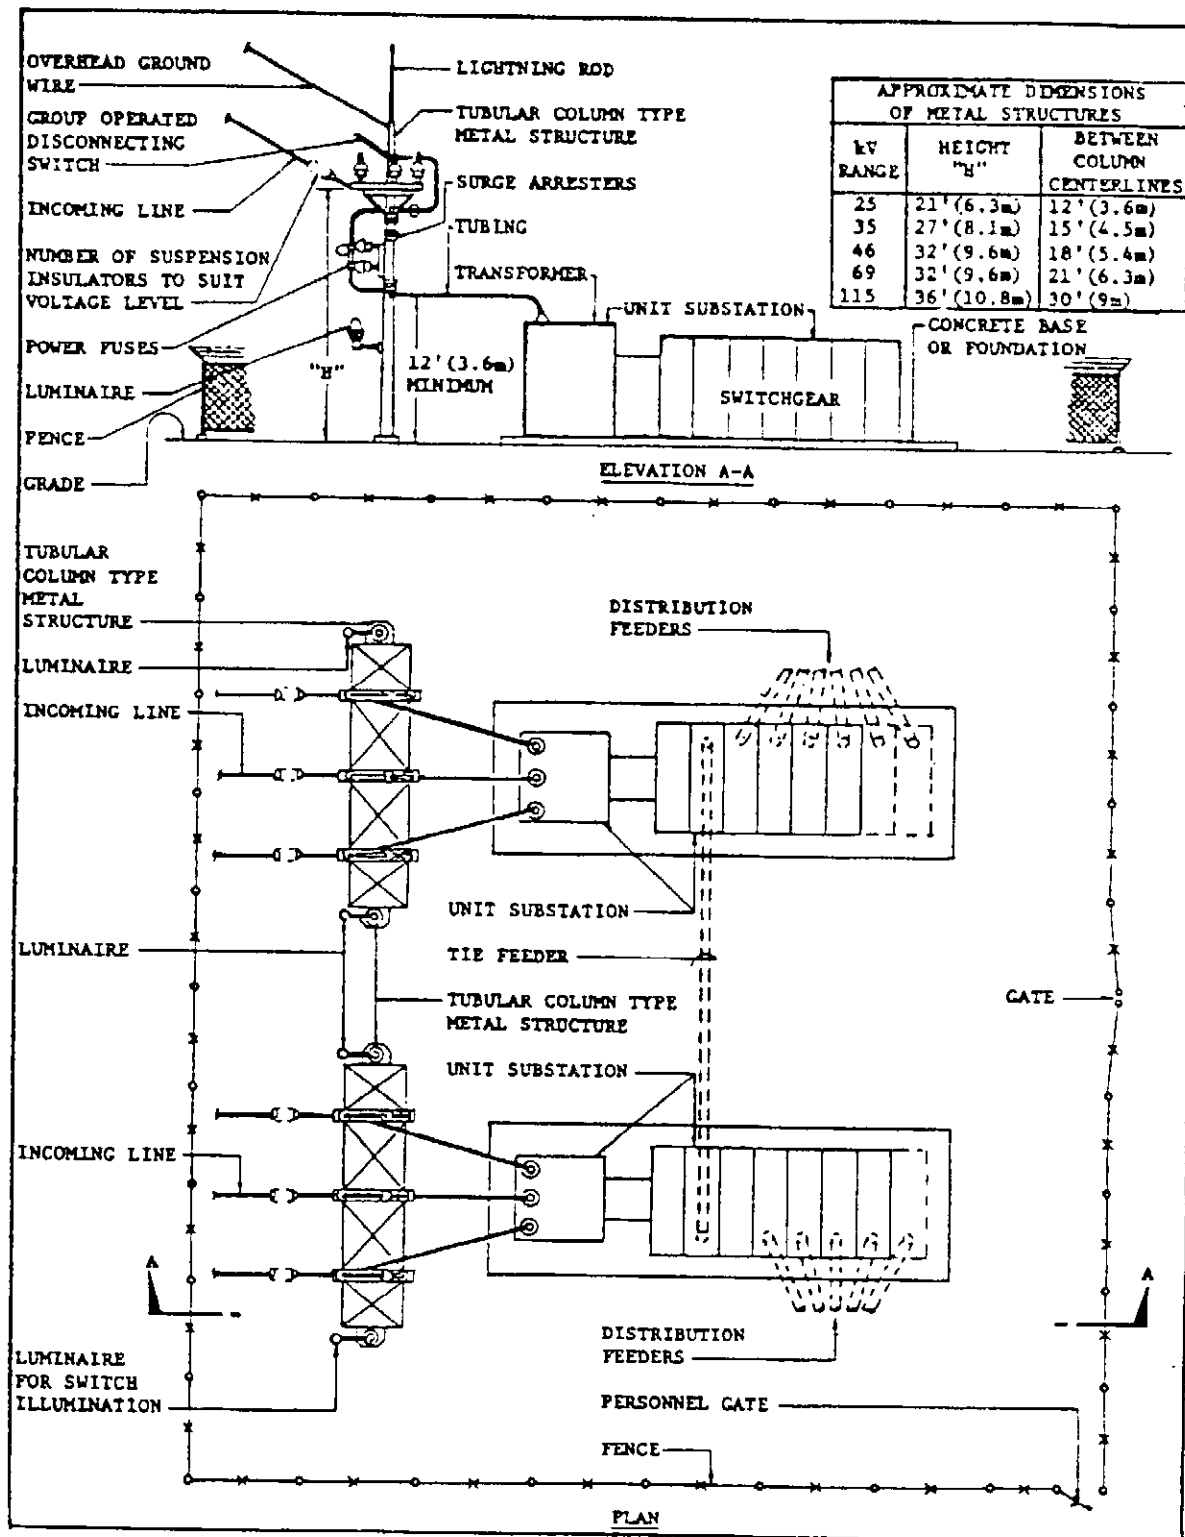 OVERHEAD GROUND
WIRE
GROUP OPERATED
DISCONNECTING
SWITCH
INCOMING LINE
NUMBER OF SUSPENSION
INSULATORS TO SUIT
VOLTAGE LEVEL
POWER FUSES
LUMINAIRE
FENCE
GRADE
LIGHTNING ROD
TUBULAR COLUMN TYPE
METAL STRUCTURE
SURGE ARRESTERS
TUBING
TRANSFORMER
UNIT SUBSTATION
"H"
12'(3.6m)
MINIMUM
SWITCHGEAR
CONCRETE BASE
OR FOUNDATION
APPROXIMATE DIMENSIONS
OF METAL STRUCTURES
kV RANGE HEIGHT "H" BETWEEN COLUMN CENTERLINES
25 21'(6.3m) 12'(3.6m)
35 27'(8.1m) 15'(4.5m)
46 32'(9.6m) 18'(5.4m)
69 32'(9.6m) 21'(6.3m)
115 36'(10.8m) 30'(9m)
ELEVATION A-A
TUBULAR
COLUMN TYPE
METAL
STRUCTURE
LUMINAIRE
INCOMING LINE
DISTRIBUTION
FEEDERS
UNIT SUBSTATION
LUMINAIRE
TIE FEEDER
GATE
TUBULAR COLUMN TYPE
METAL STRUCTURE
UNIT SUBSTATION
INCOMING LINE
A
A
DISTRIBUTION
FEEDERS
LUMINAIRE
FOR SWITCH
ILLUMINATION
PERSONNEL GATE
FENCE
PLAN